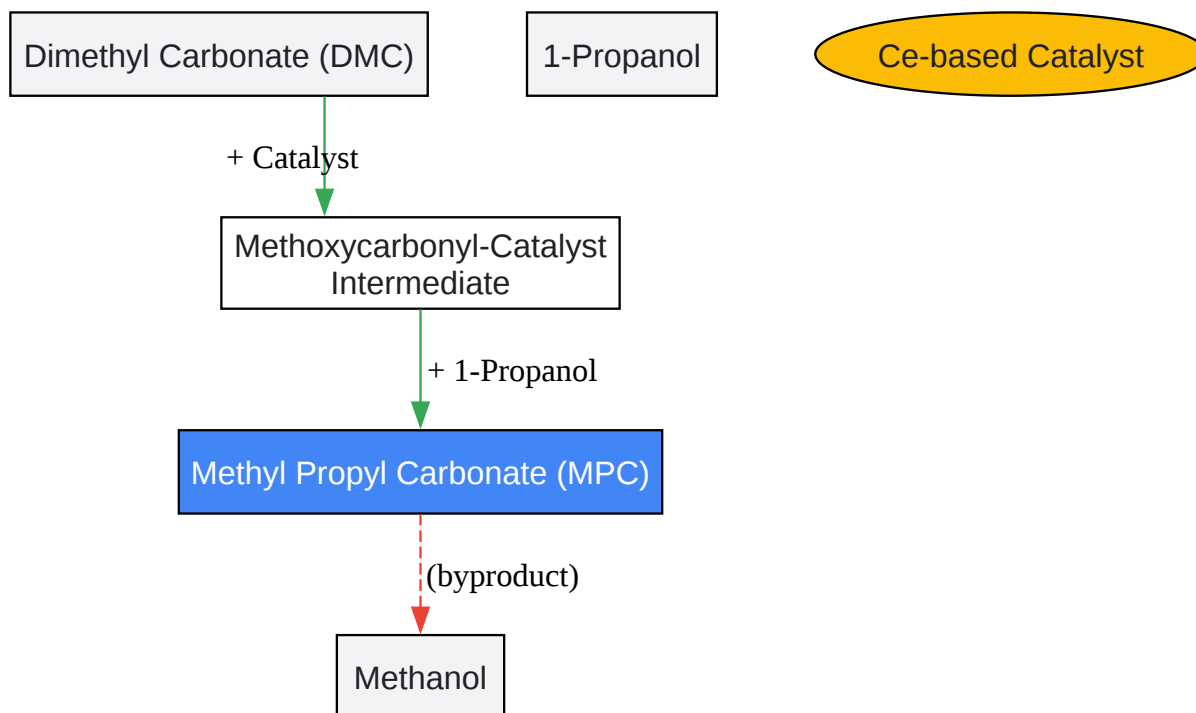 Dimethyl Carbonate (DMC)
1-Propanol
Ce-based Catalyst
+ Catalyst
Methoxycarbonyl-Catalyst
Intermediate
+ 1-Propanol
Methyl Propyl Carbonate (MPC)
(byproduct)
Methanol